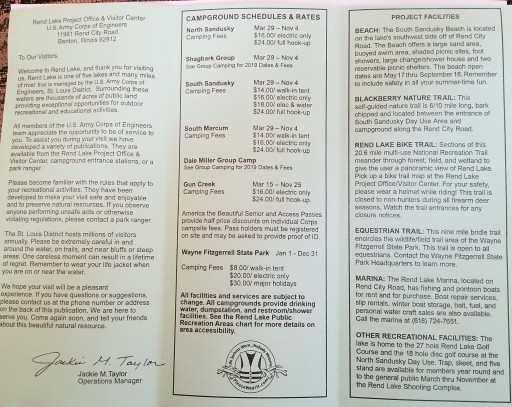 Rend Lake Project Office & Visitor Center
U.S. Army Corps of Engineers
11981 Rend City Road
Benton, Illinois 62812
To Our Visitors:
Welcome to Rend Lake, and thank you for visiting
us. Rend Lake is one of five lakes and many miles
of river that is managed by the U.S. Army Corps of
Engineers, St. Louis District. Surrounding these
waters are thousands of acres of public land
providing exceptional opportunities for outdoor
recreational and educational activities.
All members of the U.S. Army Corps of Engineers
team appreciate the opportunity to be of service to
you. To assist you during your visit we have
developed a variety of publications. They are
available from the Rend Lake Project Office &
Visitor Center, campground entrance stations, or a
park ranger.
Please become familiar with the rules that apply to
your recreational activities. They have been
developed to make your visit safe and enjoyable
and to preserve natural resources. If you observe
anyone performing unsafe acts or otherwise
violating regulations, please contact a park ranger.
The St. Louis District hosts millions of visitors
annually. Please be extremely careful in and
around the water, on trails, and near bluffs or steep
areas. One careless moment can result in a lifetime
of regret. Remember to wear your life jacket when
you are on or near the water.
We hope your visit will be a pleasant
experience. If you have questions or suggestions,
please contact us at the phone number or address
on the back of this publication. We are here to
serve you. Come again soon, and tell your friends
about this beautiful natural resource.
Jackie M. Taylor
Jackie M. Taylor
Operations Manager
CAMPGROUND SCHEDULES & RATES
North Sandusky Mar 29 – Nov 4
Camping Fees $16.00/ electric only
$24.00/ full hook-up
Shagbark Group Mar 29 – Nov 4
See Group Camping for 2019 Dates & Fees
South Sandusky Mar 29 – Nov 4
Camping Fees $14.00/ walk-in tent
$16.00/ electric only
$18.00/ elec & water
$24.00/ full hook-up
South Marcum Mar 29 – Nov 4
Camping Fees $14.00/ walk-in tent
$16.00/ electric only
$24.00/ full hook-up
Dale Miller Group Camp
See Group Camping for 2019 Dates & Fees
Gun Creek Mar 15 – Nov 25
Camping Fees $16.00/ electric only
$24.00/ full hook-up
America the Beautiful Senior and Access Passes
provide half price discounts on individual Corps
campsite fees. Pass holders must be registered
on site and may be asked to provide proof of ID.
Wayne Fitzgerrell State Park Jan 1 - Dec 31
Camping Fees $8.00/ walk-in tent
$20.00/ electric only
$30.00/ major holidays
All facilities and services are subject to
change. All campgrounds provide drinking
water, dumpstation, and restroom/shower
facilities. See the Rend Lake Public
Recreation Areas chart for more details on
area accessibility.
PROJECT FACILITIES
BEACH: The South Sandusky Beach is located
on the lake's southwest side off of Rend City
Road. The Beach offers a large sand area,
buoyed swim area, shaded picnic sites, foot
showers, large change/shower house and two
reservable picnic shelters. The beach open
dates are May 17 thru September 16. Remember
to include safety in all your summer-time fun.
BLACKBERRY NATURE TRAIL: This
self-guided nature trail is 6/10 mile long, bark
chipped and located between the entrance of
South Sandusky Day Use Area and
campground along the Rend City Road.
REND LAKE BIKE TRAIL: Sections of this
20.6 mile multi-use National Recreation Trail
meander through forest, field, and wetland to
give the user a panoramic view of Rend Lake.
Pick up a bike trail map at the Rend Lake
Project Office/Visitor Center. For your safety,
please wear a helmet while riding! This trail is
closed to non-hunters during all firearm deer
seasons. Watch the trail entrances for any
closure notices.
EQUESTRIAN TRAIL: This nine mile bridle trail
encircles the wildlife/field trial area of the Wayne
Fitzgerrell State Park. This trail is open to all
equestrians. Contact the Wayne Fitzgerrell State
Park Headquarters to learn more.
MARINA: The Rend Lake Marina, located on
Rend City Road, has fishing and pontoon boats
for rent and for purchase. Boat repair services,
slip rentals, winter boat storage, bait, fuel, and
personal water craft sales are also available.
Call the marina at (618) 724-7651.
OTHER RECREATIONAL FACILITIES: The
lake is home to the 27 hole Rend Lake Golf
Course and the 18 hole disc golf course at the
North Sandusky Day Use. Trap, skeet, and five
stand are available for members year round and
to the general public March thru November at
the Rend Lake Shooting Complex.